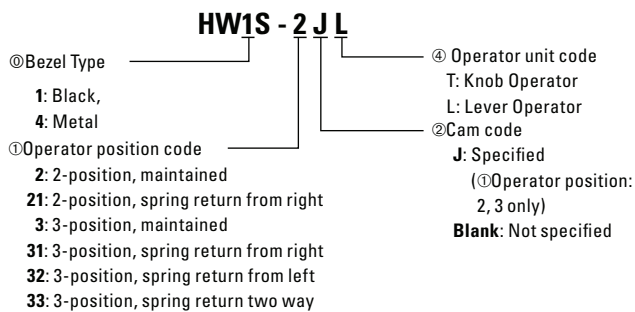 HW1S - 2 J L
⓪Bezel Type
1: Black,
4: Metal
①Operator position code
2: 2-position, maintained
21: 2-position, spring return from right
3: 3-position, maintained
31: 3-position, spring return from right
32: 3-position, spring return from left
33: 3-position, spring return two way
④ Operator unit code
T: Knob Operator
L: Lever Operator
②Cam code
J: Specified
(①Operator position:
2, 3 only)
Blank: Not specified